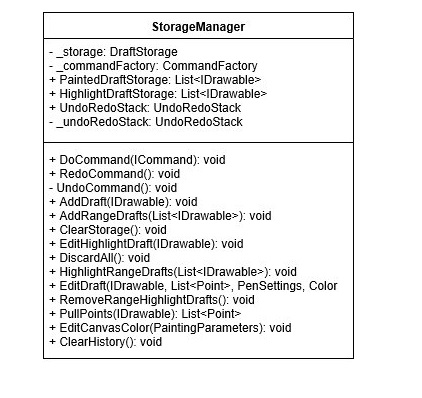 StorageManager
- _storage: DraftStorage
- _commandFactory: CommandFactory
+ PaintedDraftStorage: List<IDrawable>
+ HighlightDraftStorage: List<IDrawable>
+ UndoRedoStack: UndoRedoStack
- _undoRedoStack: UndoRedoStack
+ DoCommand(ICommand): void
+ RedoCommand(): void
- UndoCommand(): void
+ AddDraft(IDrawable): void
+ AddRangeDrafts(List<IDrawable>): void
+ ClearStorage(): void
+ EditHighlightDraft(IDrawable): void
+ DiscardAll(): void
+ HighlightRangeDrafts(List<IDrawable>): void
+ EditDraft(IDrawable, List<Point>, PenSettings, Color
+ RemoveRangeHighlightDrafts(): void
+ PullPoints(IDrawable): List<Point>
+ EditCanvasColor(PaintingParameters): void
+ ClearHistory(): void